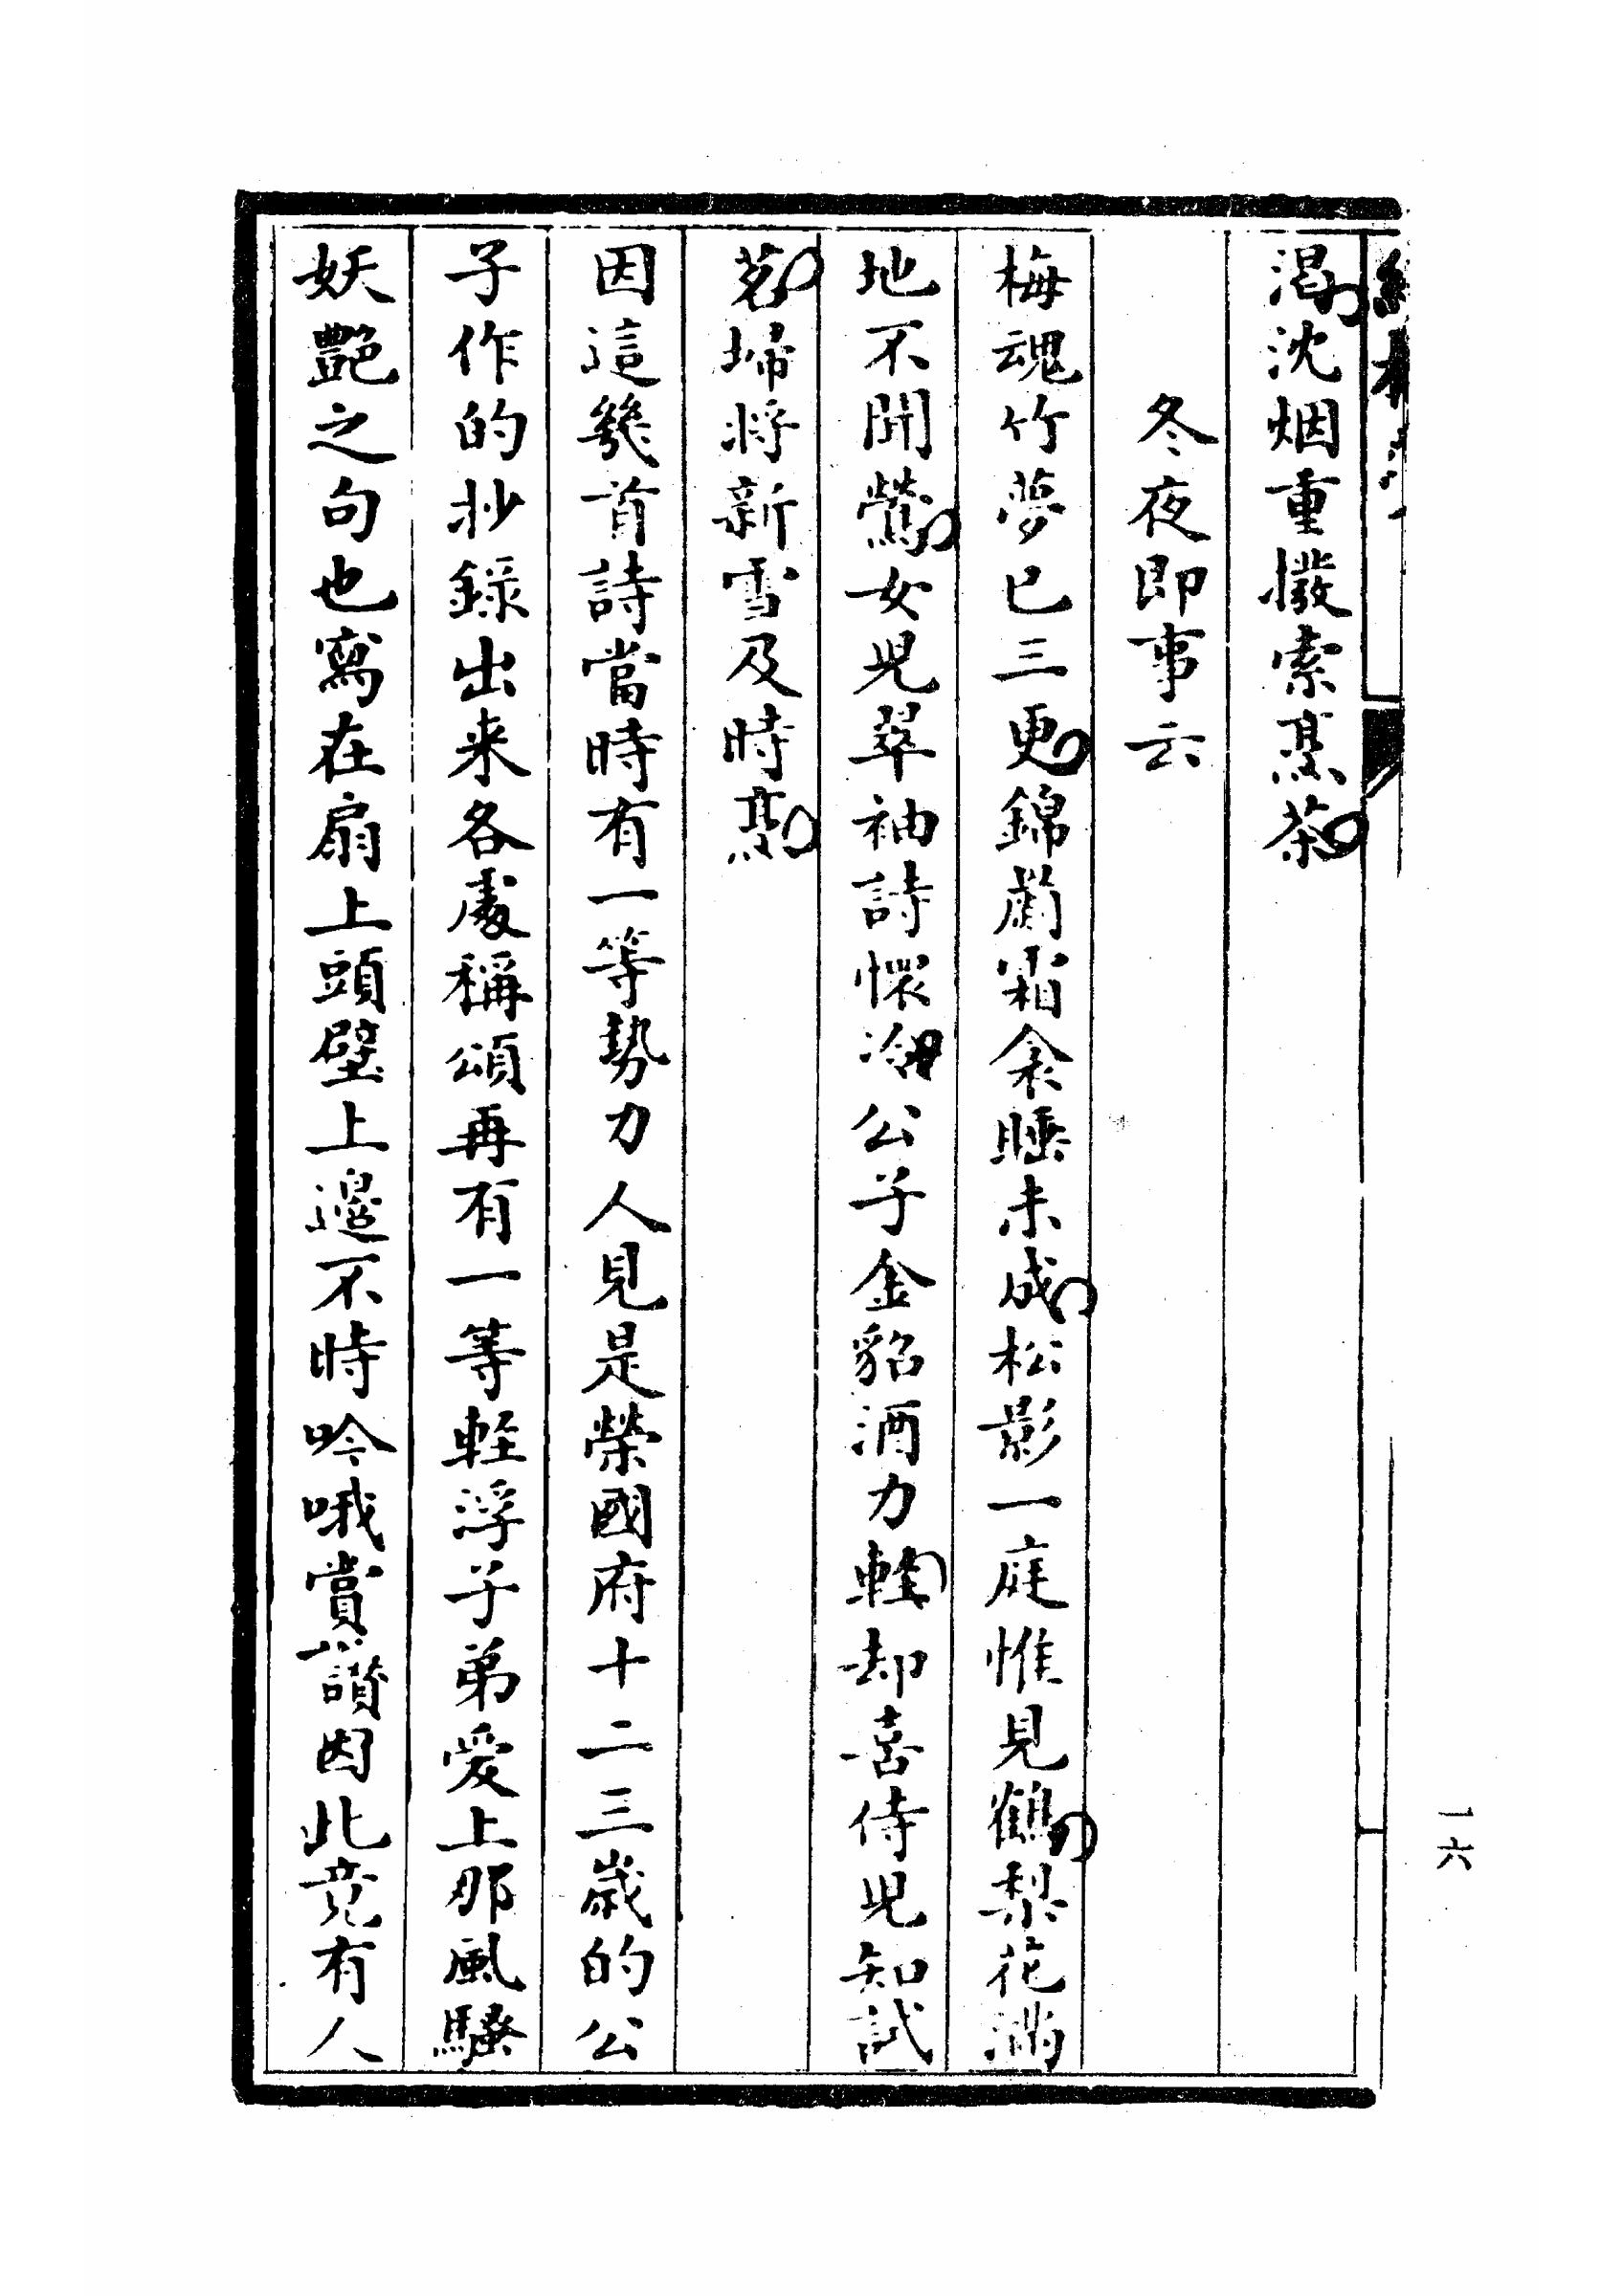 渴沈烟重撥索烹茶
冬夜即事云
梅魂竹夢已三更錦罽霜衾睡未成松影一庭惟見鶴梨花滿
地不聞鶯女兒翠袖詩懷冷公子金貂酒力輕却喜侍兒知試
茗埽將新雪及時烹
因這幾首詩當時有一等勢力人見是榮國府十二三歲的公
子作的抄錄出来各處稱頌再有一等輕浮子弟愛上那風騷
妖艷之句也寫在扇上頭壁上邊不時吟哦賞讚因此竟有人
一六